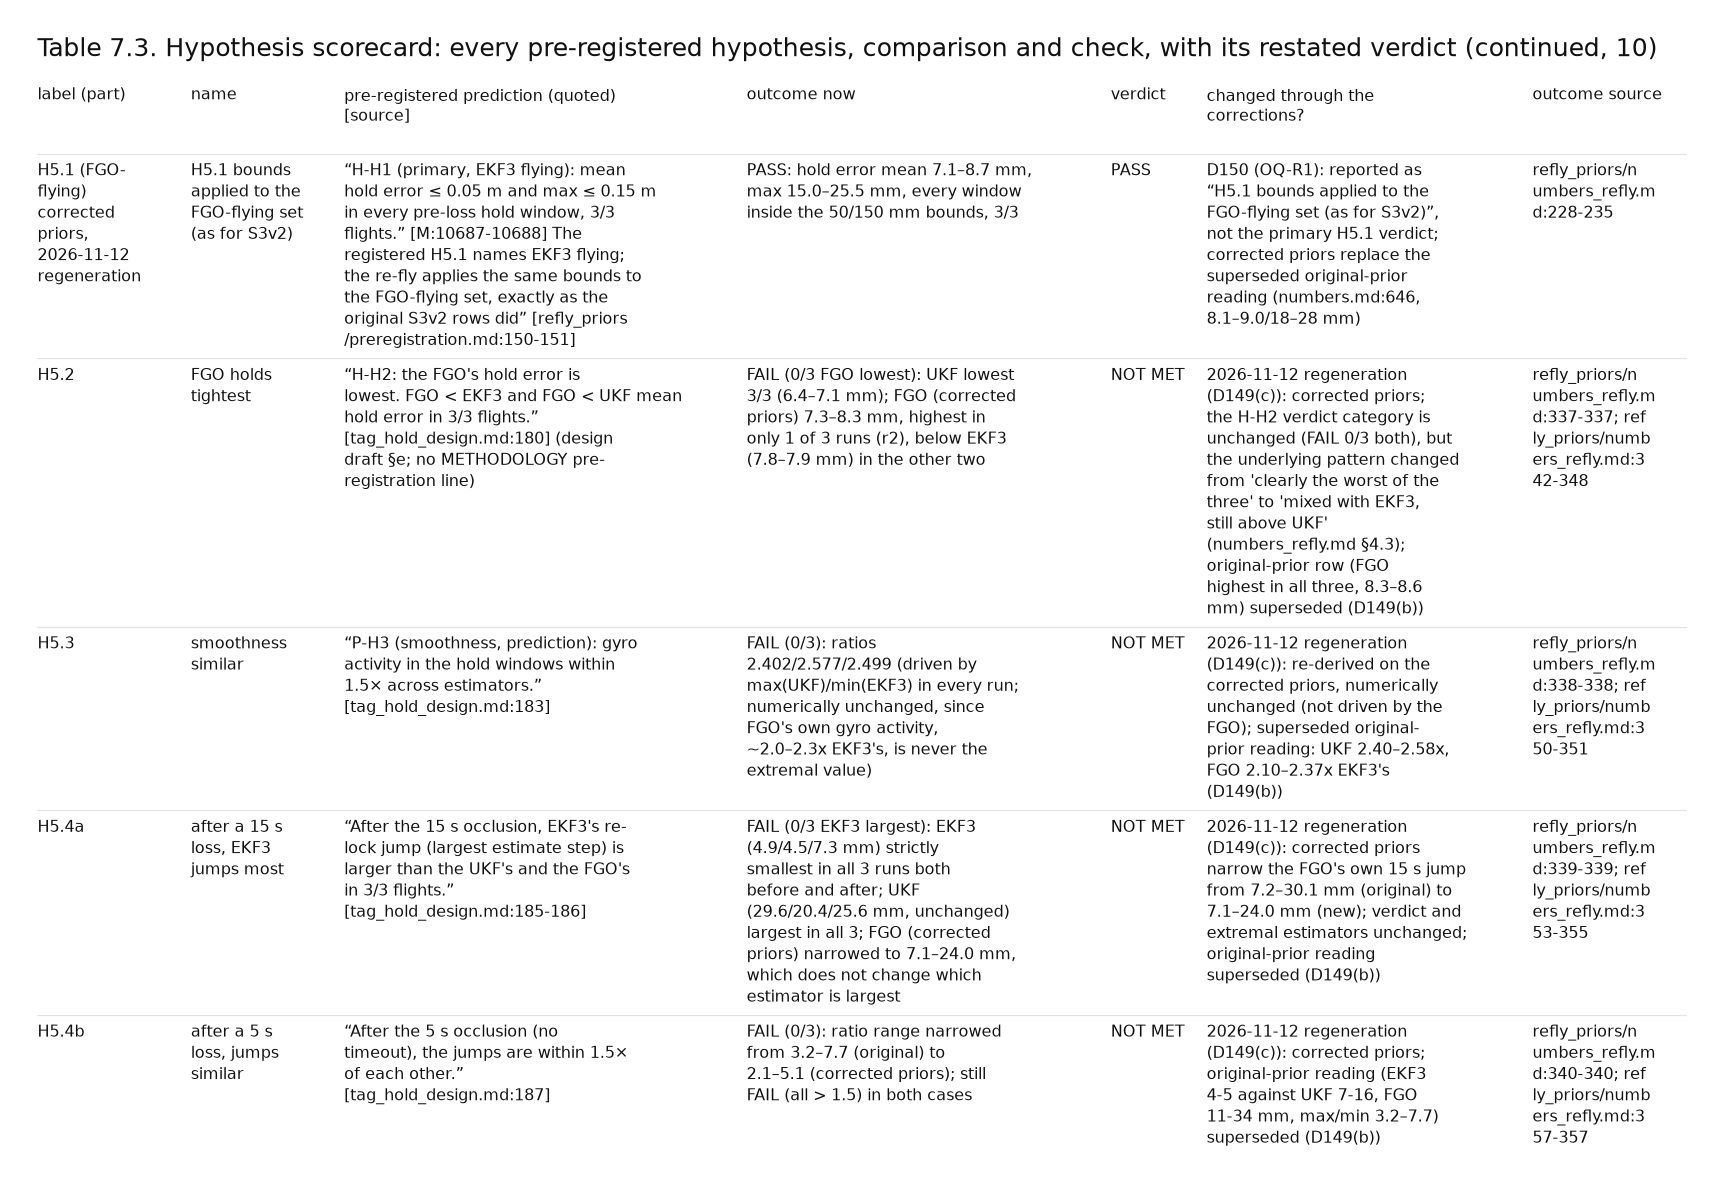 Table 7.3. Hypothesis scorecard: every pre-registered hypothesis, comparison and check, with its restated verdict (continued, 10)
label (part)
name
pre-registered prediction (quoted)
[source]
outcome now
verdict
changed through the
corrections?
outcome source
H5.1 (FGO-
flying)
corrected
priors,
2026-11-12
regeneration
H5.1 bounds
applied to the
FGO-flying set
(as for S3v2)
“H-H1 (primary, EKF3 flying): mean
hold error ≤ 0.05 m and max ≤ 0.15 m
in every pre-loss hold window, 3/3
flights.” [M:10687-10688] The
registered H5.1 names EKF3 flying;
the re-fly applies the same bounds to
the FGO-flying set, exactly as the
original S3v2 rows did” [refly_priors
/preregistration.md:150-151]
PASS: hold error mean 7.1–8.7 mm,
max 15.0–25.5 mm, every window
inside the 50/150 mm bounds, 3/3
PASS
D150 (OQ-R1): reported as
“H5.1 bounds applied to the
FGO-flying set (as for S3v2)”,
not the primary H5.1 verdict;
corrected priors replace the
superseded original-prior
reading (numbers.md:646,
8.1–9.0/18–28 mm)
refly_priors/n
umbers_refly.m
d:228-235
H5.2
FGO holds
tightest
“H-H2: the FGO's hold error is
lowest. FGO < EKF3 and FGO < UKF mean
hold error in 3/3 flights.”
[tag_hold_design.md:180] (design
draft §e; no METHODOLOGY pre-
registration line)
FAIL (0/3 FGO lowest): UKF lowest
3/3 (6.4–7.1 mm); FGO (corrected
priors) 7.3–8.3 mm, highest in
only 1 of 3 runs (r2), below EKF3
(7.8–7.9 mm) in the other two
NOT MET
2026-11-12 regeneration
(D149(c)): corrected priors;
the H-H2 verdict category is
unchanged (FAIL 0/3 both), but
the underlying pattern changed
from 'clearly the worst of the
three' to 'mixed with EKF3,
still above UKF'
(numbers_refly.md §4.3);
original-prior row (FGO
highest in all three, 8.3–8.6
mm) superseded (D149(b))
refly_priors/n
umbers_refly.m
d:337-337; ref
ly_priors/numb
ers_refly.md:3
42-348
H5.3
smoothness
similar
“P-H3 (smoothness, prediction): gyro
activity in the hold windows within
1.5× across estimators.”
[tag_hold_design.md:183]
FAIL (0/3): ratios
2.402/2.577/2.499 (driven by
max(UKF)/min(EKF3) in every run;
numerically unchanged, since
FGO's own gyro activity,
~2.0–2.3x EKF3's, is never the
extremal value)
NOT MET
2026-11-12 regeneration
(D149(c)): re-derived on the
corrected priors, numerically
unchanged (not driven by the
FGO); superseded original-
prior reading: UKF 2.40–2.58x,
FGO 2.10–2.37x EKF3's
(D149(b))
refly_priors/n
umbers_refly.m
d:338-338; ref
ly_priors/numb
ers_refly.md:3
50-351
H5.4a
after a 15 s
loss, EKF3
jumps most
“After the 15 s occlusion, EKF3's re-
lock jump (largest estimate step) is
larger than the UKF's and the FGO's
in 3/3 flights.”
[tag_hold_design.md:185-186]
FAIL (0/3 EKF3 largest): EKF3
(4.9/4.5/7.3 mm) strictly
smallest in all 3 runs both
before and after; UKF
(29.6/20.4/25.6 mm, unchanged)
largest in all 3; FGO (corrected
priors) narrowed to 7.1–24.0 mm,
which does not change which
estimator is largest
NOT MET
2026-11-12 regeneration
(D149(c)): corrected priors
narrow the FGO's own 15 s jump
from 7.2–30.1 mm (original) to
7.1–24.0 mm (new); verdict and
extremal estimators unchanged;
original-prior reading
superseded (D149(b))
refly_priors/n
umbers_refly.m
d:339-339; ref
ly_priors/numb
ers_refly.md:3
53-355
H5.4b
after a 5 s
loss, jumps
similar
“After the 5 s occlusion (no
timeout), the jumps are within 1.5×
of each other.”
[tag_hold_design.md:187]
FAIL (0/3): ratio range narrowed
from 3.2–7.7 (original) to
2.1–5.1 (corrected priors); still
FAIL (all > 1.5) in both cases
NOT MET
2026-11-12 regeneration
(D149(c)): corrected priors;
original-prior reading (EKF3
4-5 against UKF 7-16, FGO
11-34 mm, max/min 3.2–7.7)
superseded (D149(b))
refly_priors/n
umbers_refly.m
d:340-340; ref
ly_priors/numb
ers_refly.md:3
57-357